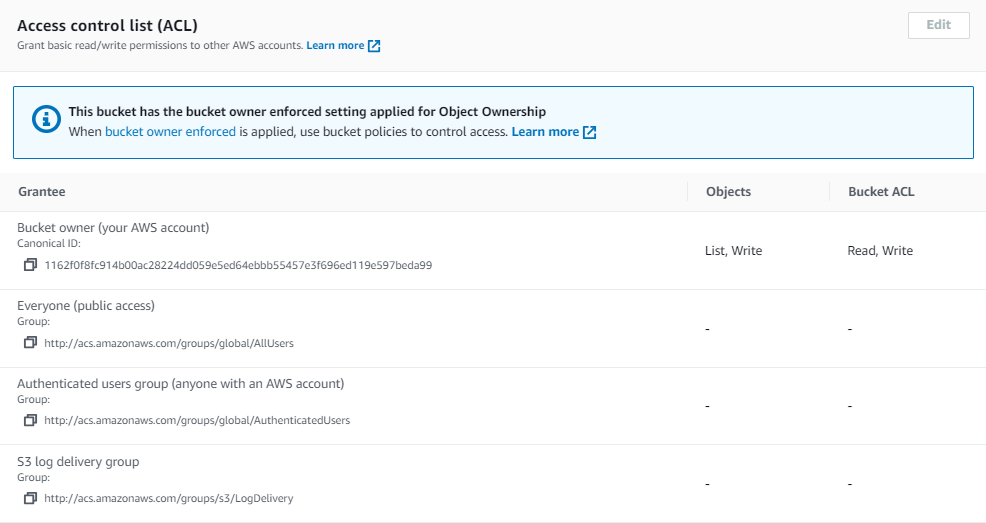 Access control list (ACL)
Edit
Grant basic read/write permissions to other AWS accounts. Learn more
This bucket has the bucket owner enforced setting applied for Object Ownership
When bucket owner enforced is applied, use bucket policies to control access. Learn more
Grantee Objects Bucket ACL
Bucket owner (your AWS account)
Canonical ID:
1162f0f8fc914b00ac28224dd059e5ed64ebbb55457e3f696ed119e597beda99
List, Write Read, Write
Everyone (public access)
Group:
http://acs.amazonaws.com/groups/global/AllUsers
- -
Authenticated users group (anyone with an AWS account)
Group:
http://acs.amazonaws.com/groups/global/AuthenticatedUsers
- -
S3 log delivery group
Group:
http://acs.amazonaws.com/groups/s3/LogDelivery
- -